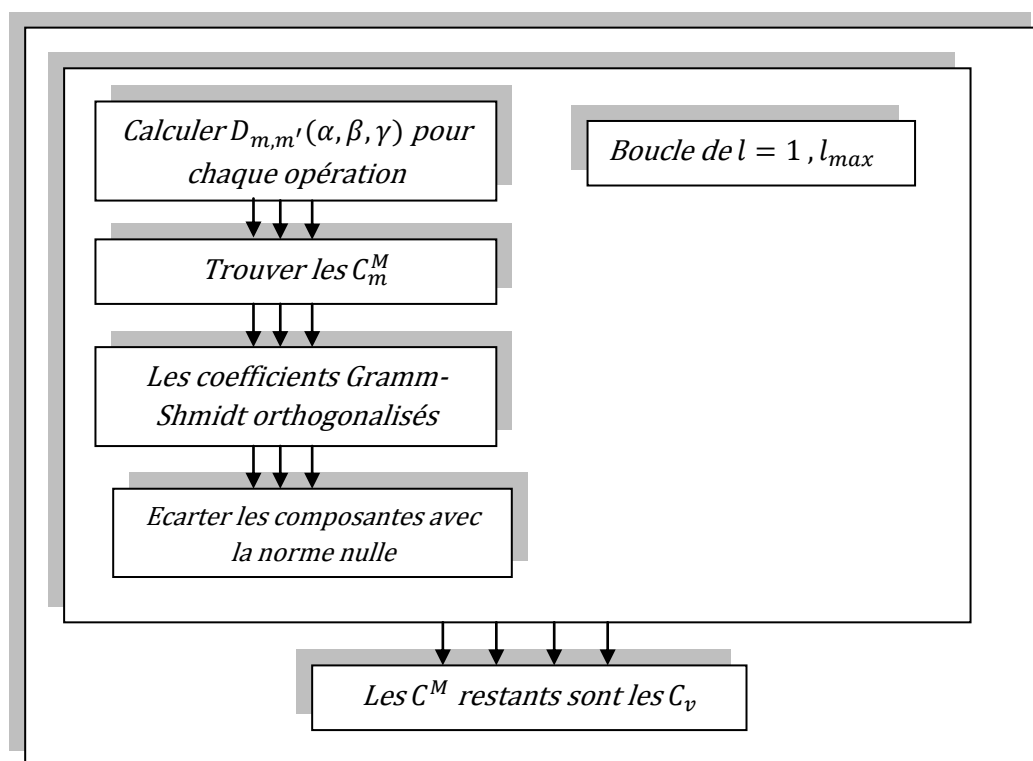 Calculer D_{m,m'}(α, β, γ) pour
chaque opération
Boucle de l = 1 , l_{max}
Trouver les C_m^M
Les coefficients Gramm-
Shmidt orthogonalisés
Ecarter les composantes avec
la norme nulle
Les C^M restants sont les C_v